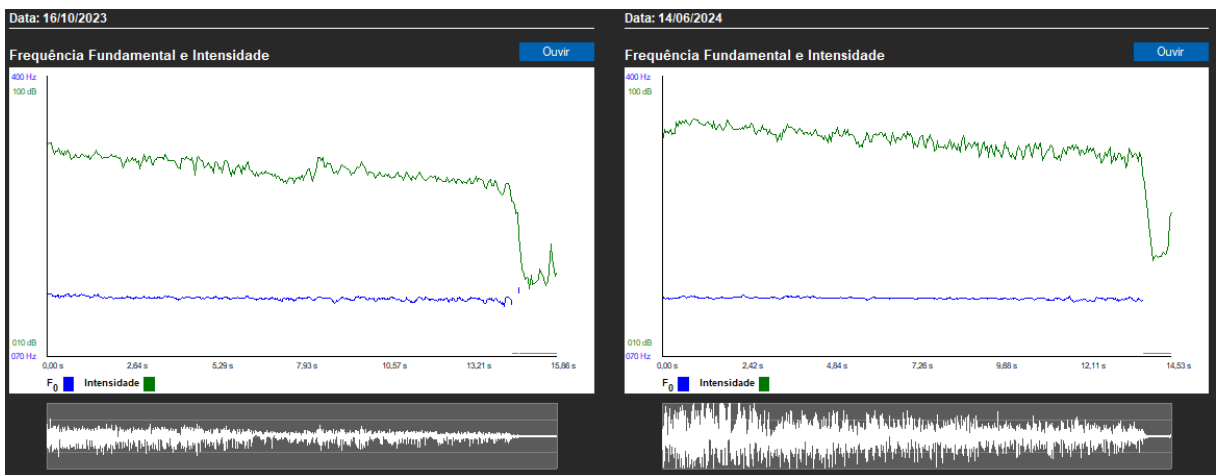 Data: 16/10/2023
Frequência Fundamental e Intensidade
Ouvir
400 Hz
100 dB
010 dB
070 Hz
0,00 s 2,64 s 5,29 s 7,93 s 10,57 s 13,21 s 15,86 s
F0 Intensidade
Data: 14/06/2024
Frequência Fundamental e Intensidade
Ouvir
400 Hz
100 dB
010 dB
070 Hz
0,00 s 2,42 s 4,84 s 7,26 s 9,68 s 12,11 s 14,53 s
F0 Intensidade